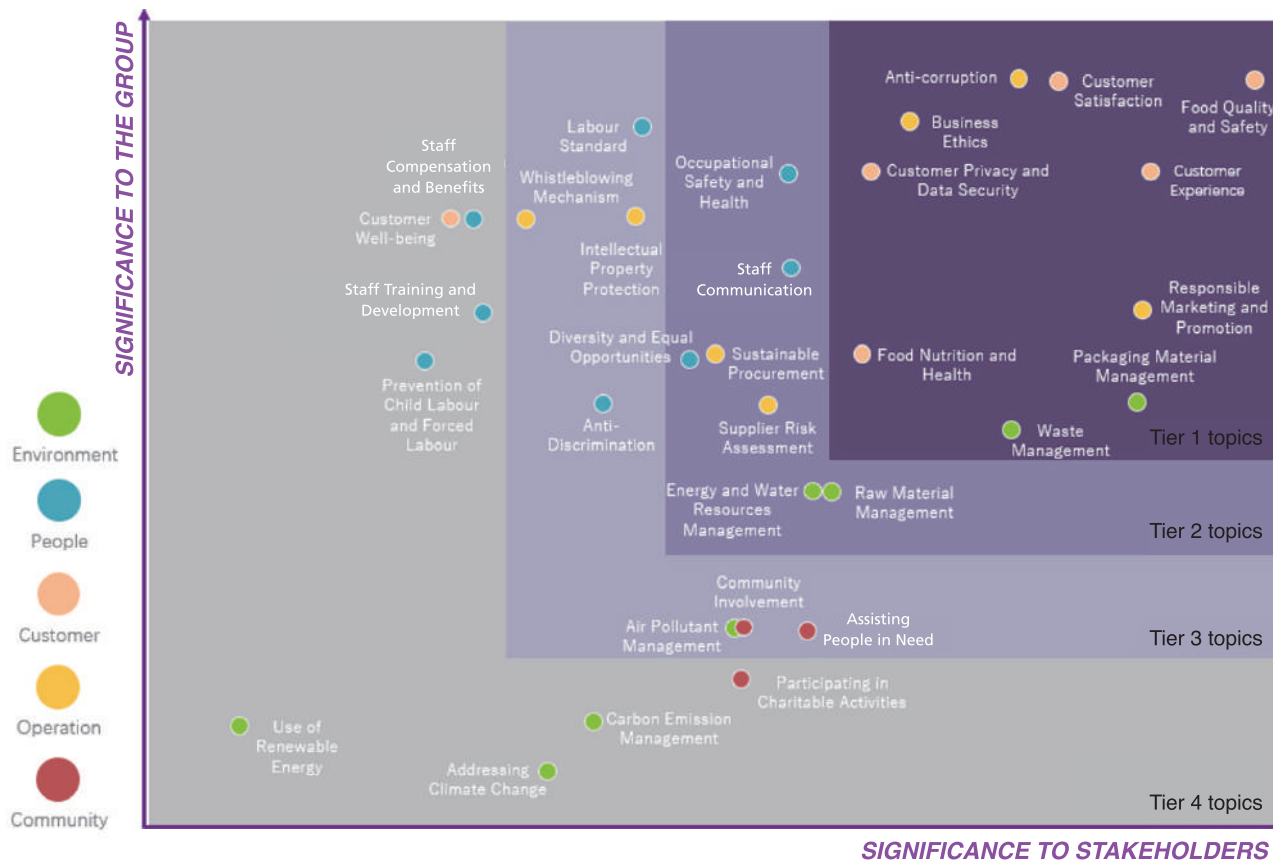 SIGNIFICANCE TO THE GROUP
Anti-corruption
Customer
Satisfaction
Food Quality
and Safety
Business
Ethics
Labour
Standard
Staff
Compensation
and Benefits
Occupational
Safety and
Health
Customer Privacy and
Data Security
Customer
Experience
Whistleblowing
Mechanism
Customer
Well-being
Intellectual
Property
Protection
Staff
Communication
Staff Training and
Development
Responsible
Marketing and
Promotion
Diversity and Equal
Opportunities
Sustainable
Procurement
Food Nutrition and
Health
Packaging Material
Management
Prevention of
Child Labour
and Forced
Labour
Anti-
Discrimination
Supplier Risk
Assessment
Waste
Management
Tier 1 topics
Energy and Water
Resources
Management
Raw Material
Management
Tier 2 topics
Community
Involvement
Air Pollutant
Management
Assisting
People in Need
Tier 3 topics
Participating in
Charitable Activities
Carbon Emission
Management
Use of
Renewable
Energy
Addressing
Climate Change
Tier 4 topics
Environment
People
Customer
Operation
Community
SIGNIFICANCE TO STAKEHOLDERS